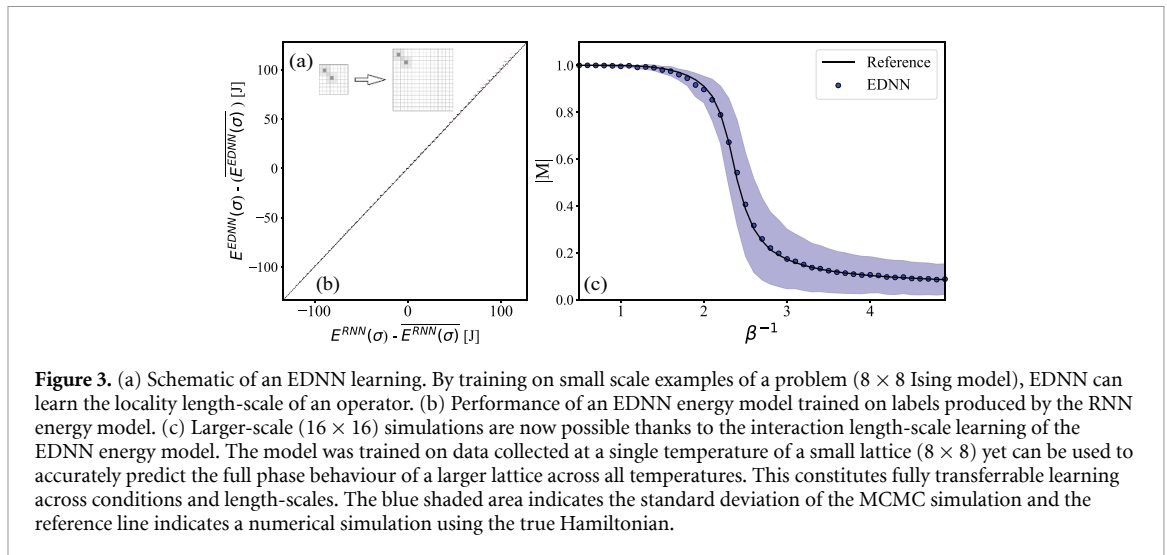 (a)
100
50
0
−50
−100
E^EDNN(σ) - (E^EDNN(σ)) [J]
(b)
−100
0
100
E^RNN(σ) - E^RNN(σ) [J]
1.0
0.8
0.6
0.4
0.2
0.0
|M|
Reference
EDNN
(c)
1
2
3
4
β⁻¹
Figure 3. (a) Schematic of an EDNN learning. By training on small scale examples of a problem (8 × 8 Ising model), EDNN can
learn the locality length-scale of an operator. (b) Performance of an EDNN energy model trained on labels produced by the RNN
energy model. (c) Larger-scale (16 × 16) simulations are now possible thanks to the interaction length-scale learning of the
EDNN energy model. The model was trained on data collected at a single temperature of a small lattice (8 × 8) yet can be used to
accurately predict the full phase behaviour of a larger lattice across all temperatures. This constitutes fully transferrable learning
across conditions and length-scales. The blue shaded area indicates the standard deviation of the MCMC simulation and the
reference line indicates a numerical simulation using the true Hamiltonian.